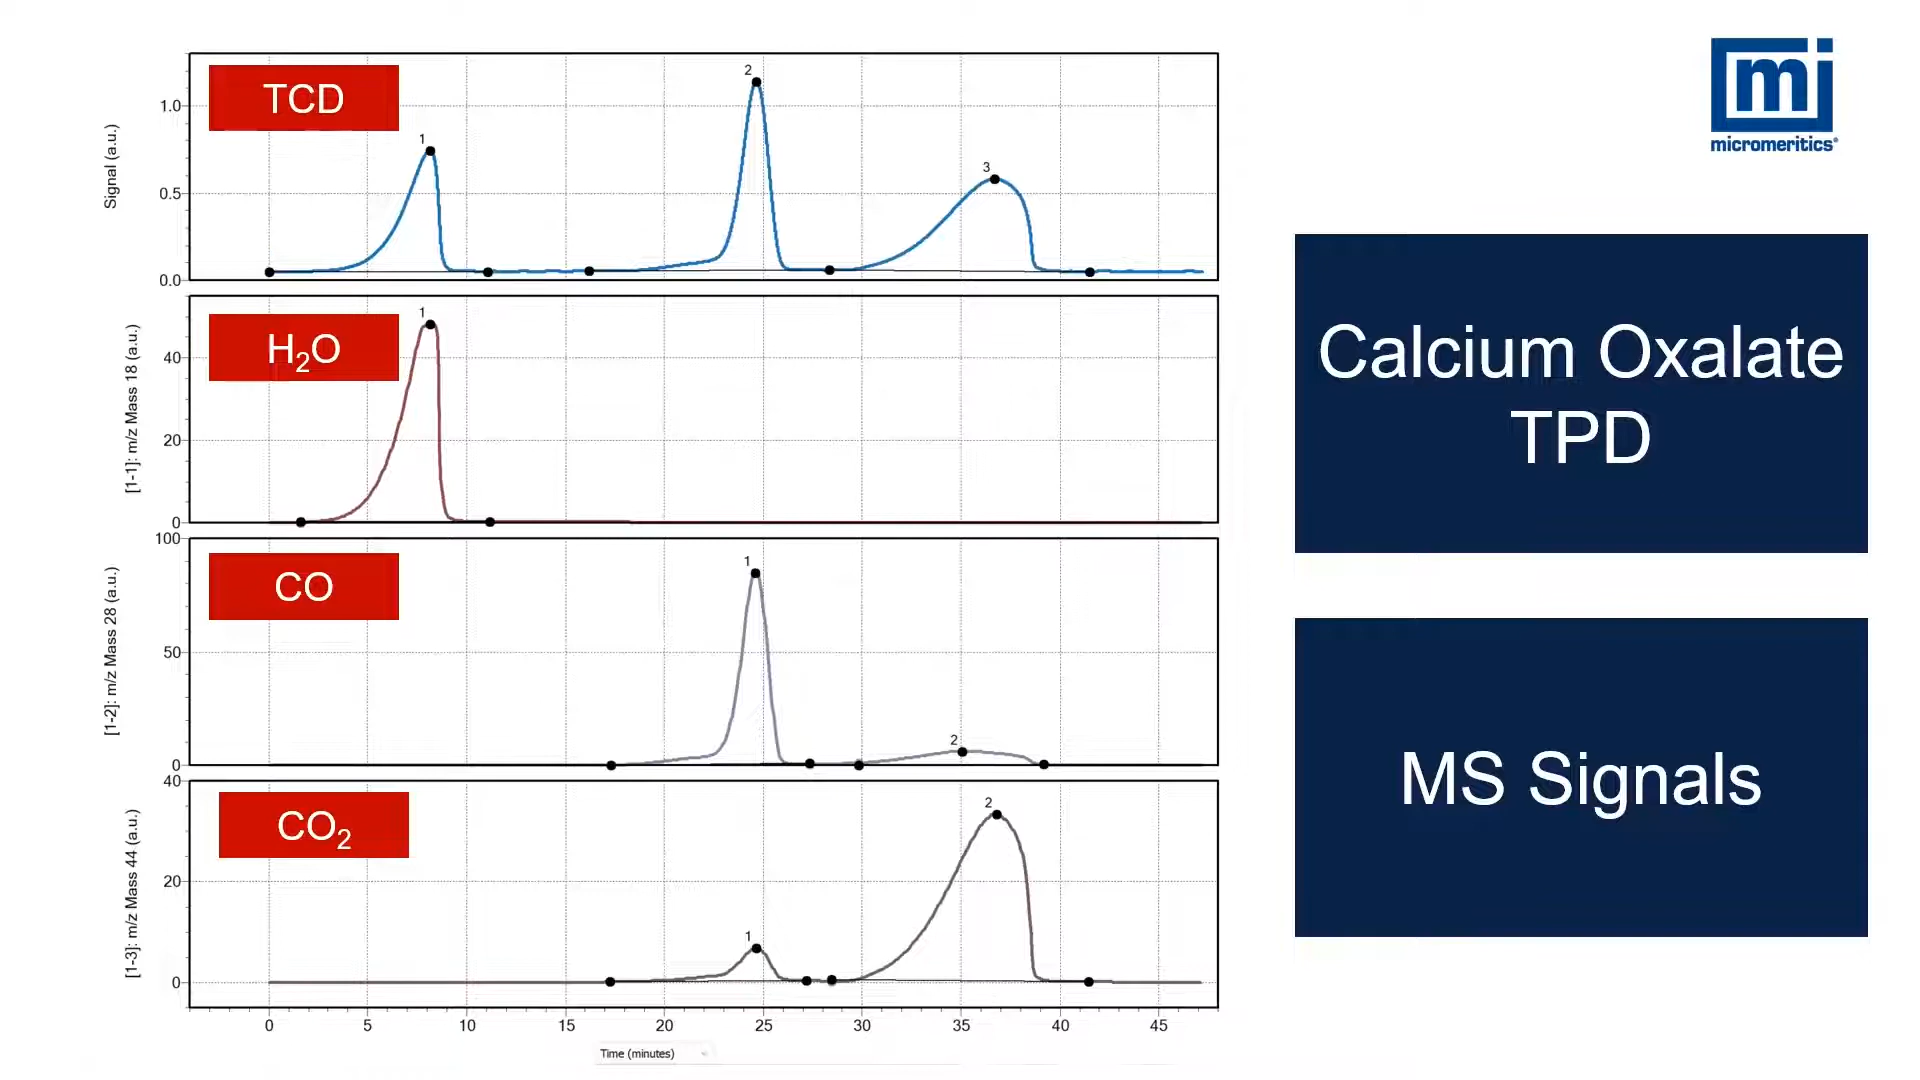 TCD
Signal (a.u.)
1.0
0.5
0.0
1
2
3
H₂O
[1-1]: m/z Mass 18 (a.u.)
40
20
0
1
CO
[1-2]: m/z Mass 28 (a.u.)
100
50
0
1
2
CO₂
[1-3]: m/z Mass 44 (a.u.)
40
20
0
1
2
0 5 10 15 20 25 30 35 40 45
Time (minutes)
mi
micromeritics®
Calcium Oxalate
TPD
MS Signals